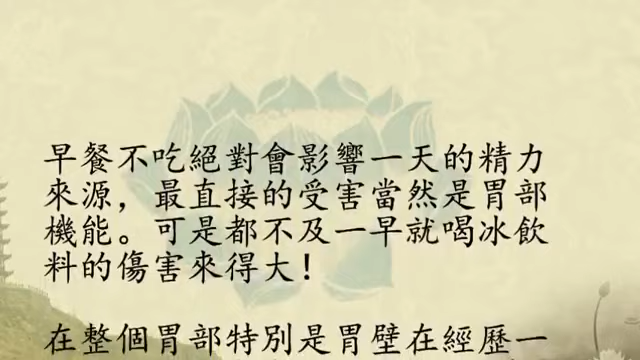 早餐不吃絕對會影響一天的精力
來源，最直接的受害當然是胃部
機能。可是都不及一早就喝冰飲
料的傷害來得大！
在整個胃部特別是胃壁在經歷一